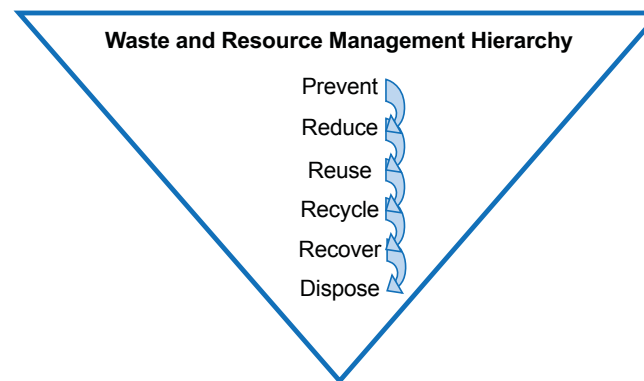 Waste and Resource Management Hierarchy
Prevent
Reduce
Reuse
Recycle
Recover
Dispose